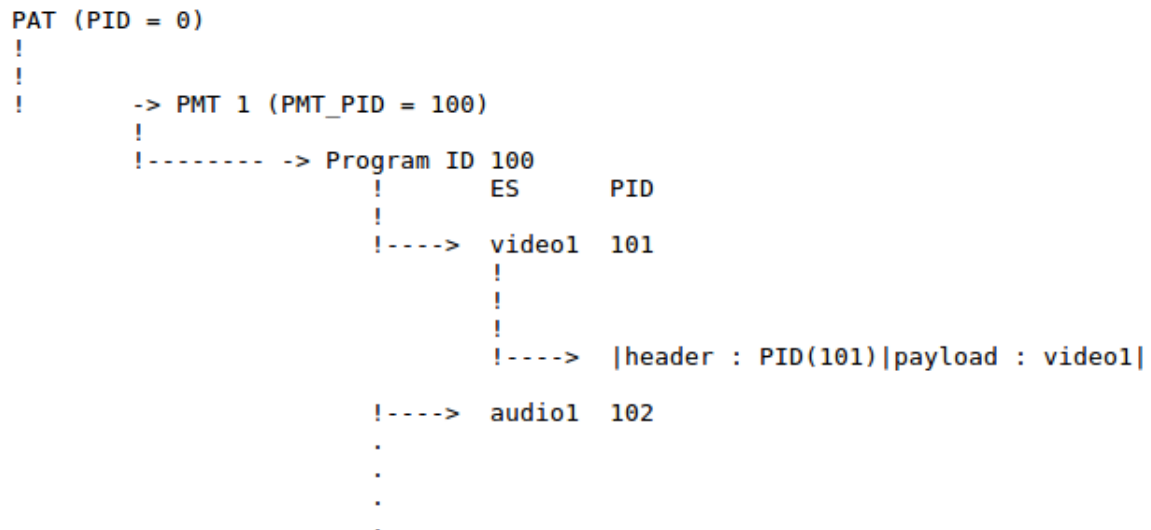 PAT (PID = 0)
!
!
!       -> PMT 1 (PMT_PID = 100)
        !
        !-------- -> Program ID 100
                        !       ES      PID
                        !
                        !---->  video1  101
                                !
                                !
                                !
                                !---->  |header : PID(101)|payload : video1|
                        !---->  audio1  102
                        .
                        .
                        .
                        .